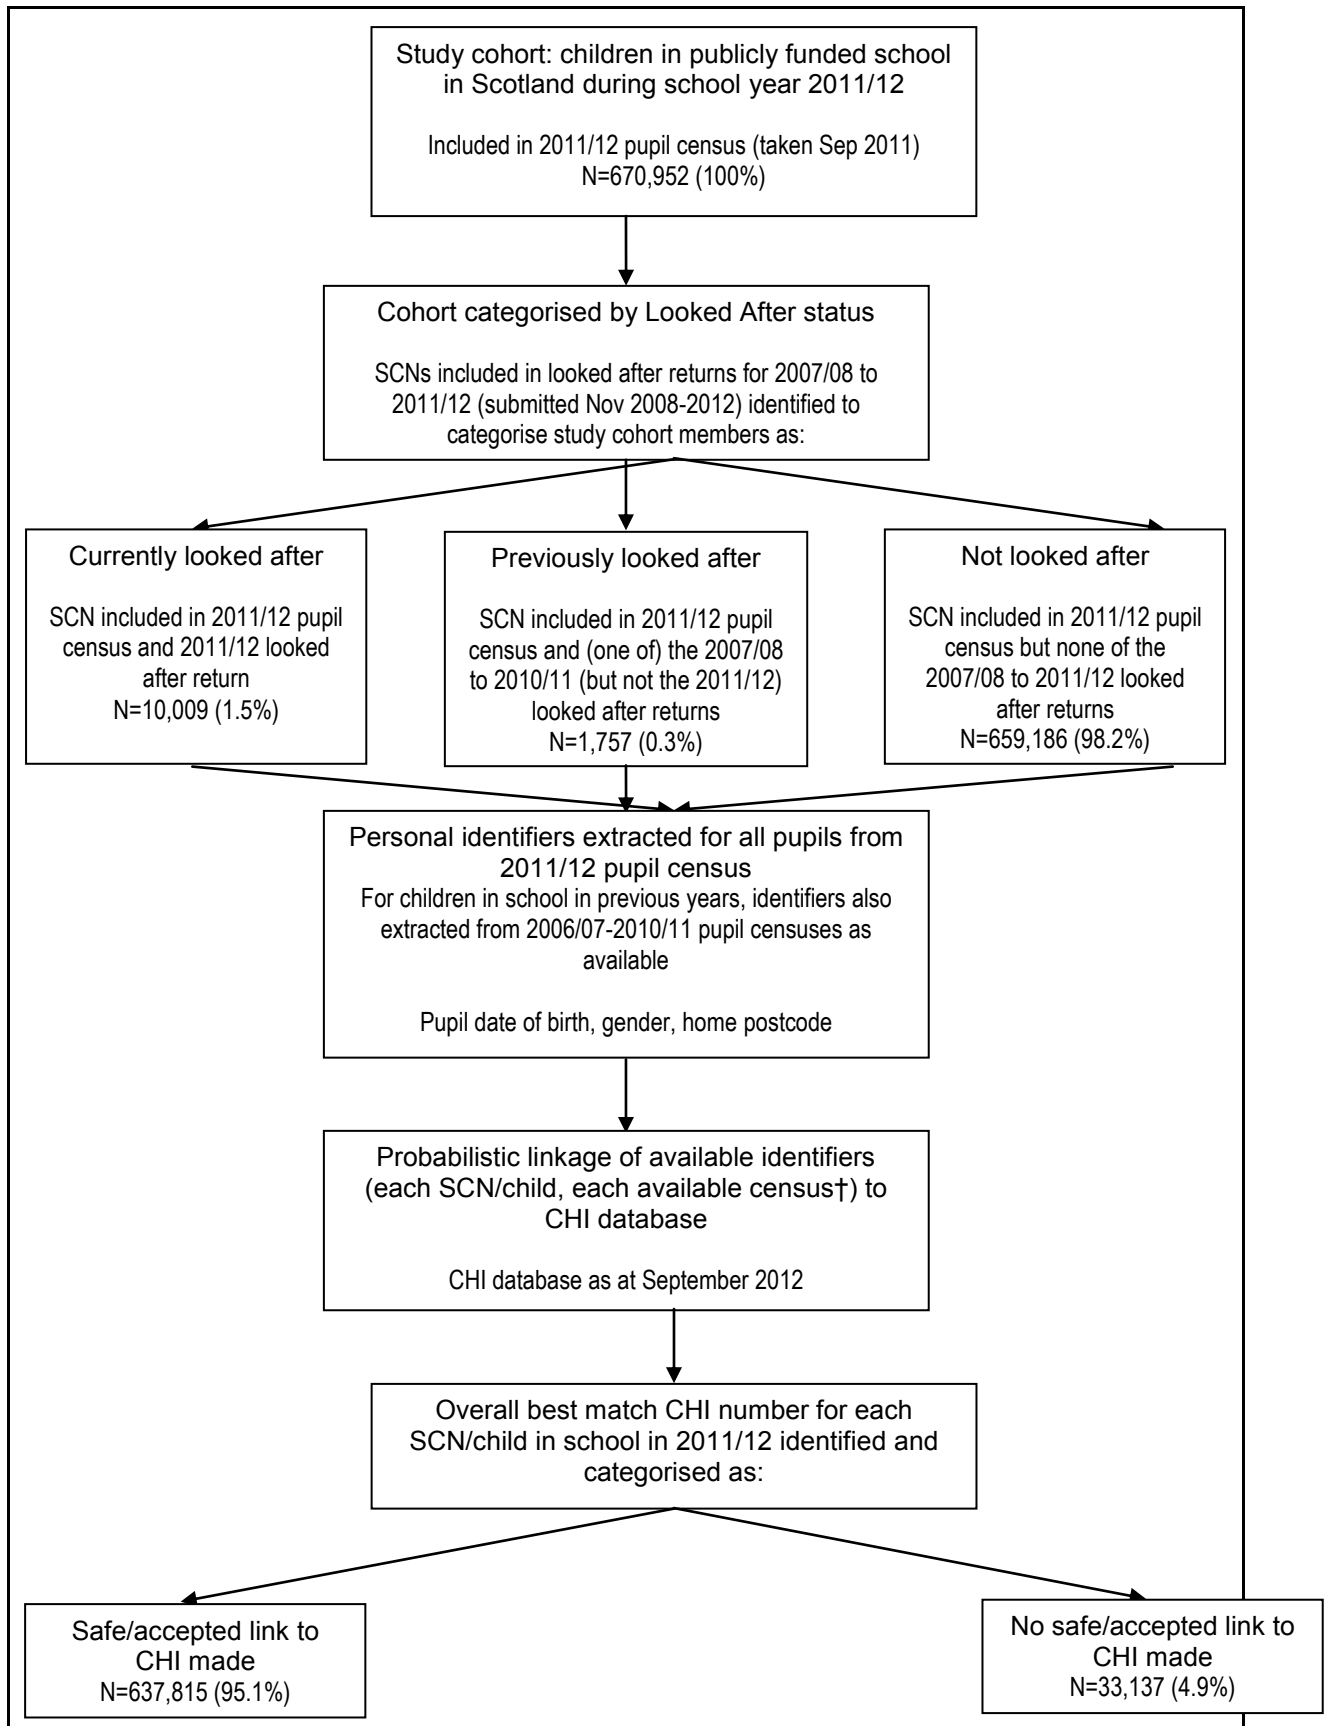 Study cohort: children in publicly funded school
in Scotland during school year 2011/12
Included in 2011/12 pupil census (taken Sep 2011)
N=670,952 (100%)
Cohort categorised by Looked After status
SCNs included in looked after returns for 2007/08 to
2011/12 (submitted Nov 2008-2012) identified to
categorise study cohort members as:
Currently looked after
SCN included in 2011/12 pupil
census and 2011/12 looked
after return
N=10,009 (1.5%)
Previously looked after
SCN included in 2011/12 pupil
census and (one of) the 2007/08
to 2010/11 (but not the 2011/12)
looked after returns
N=1,757 (0.3%)
Not looked after
SCN included in 2011/12 pupil
census but none of the
2007/08 to 2011/12 looked
after returns
N=659,186 (98.2%)
Personal identifiers extracted for all pupils from
2011/12 pupil census
For children in school in previous years, identifiers also
extracted from 2006/07-2010/11 pupil censuses as
available
Pupil date of birth, gender, home postcode
Probabilistic linkage of available identifiers
(each SCN/child, each available census†) to
CHI database
CHI database as at September 2012
Overall best match CHI number for each
SCN/child in school in 2011/12 identified and
categorised as:
Safe/accepted link to
CHI made
N=637,815 (95.1%)
No safe/accepted link to
CHI made
N=33,137 (4.9%)